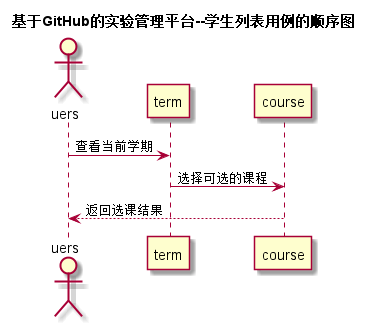 基于GitHub的实验管理平台--学生列表用例的顺序图
uers
term
course
查看当前学期
选择可选的课程
返回选课结果
uers
term
course